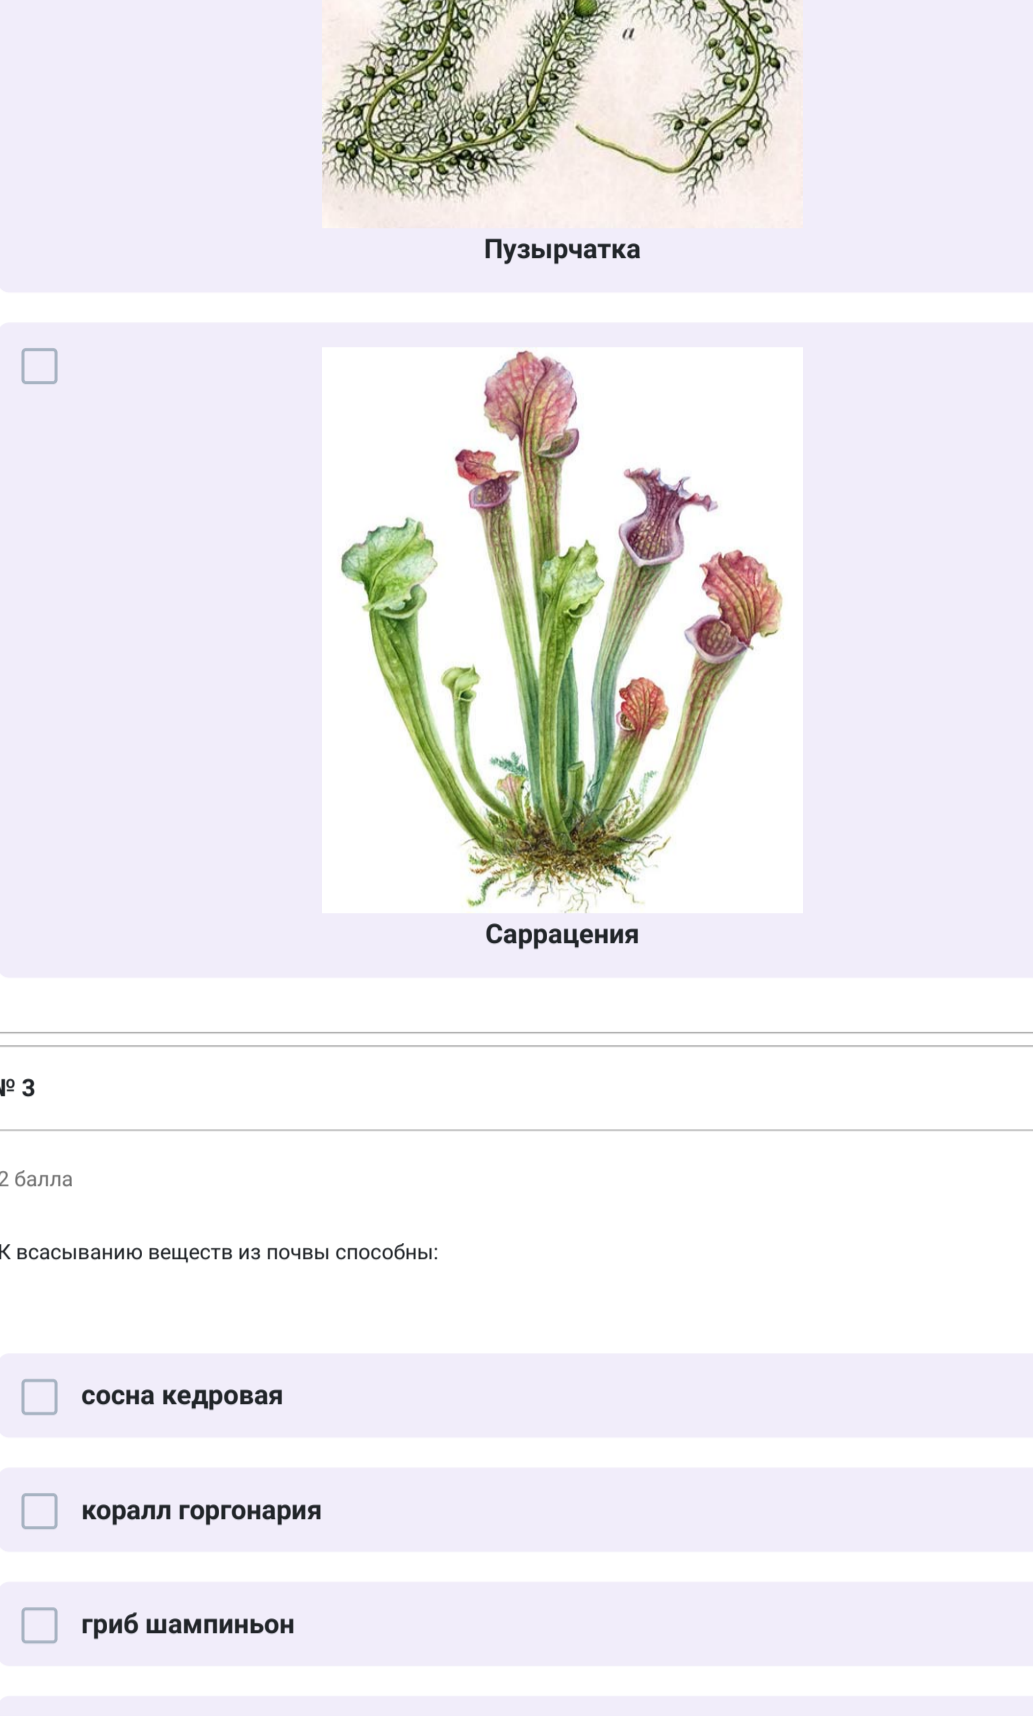 a
Пузырчатка
Саррацения
№ 3
2 балла
К всасыванию веществ из почвы способны:
сосна кедровая
коралл горгонария
гриб шампиньон